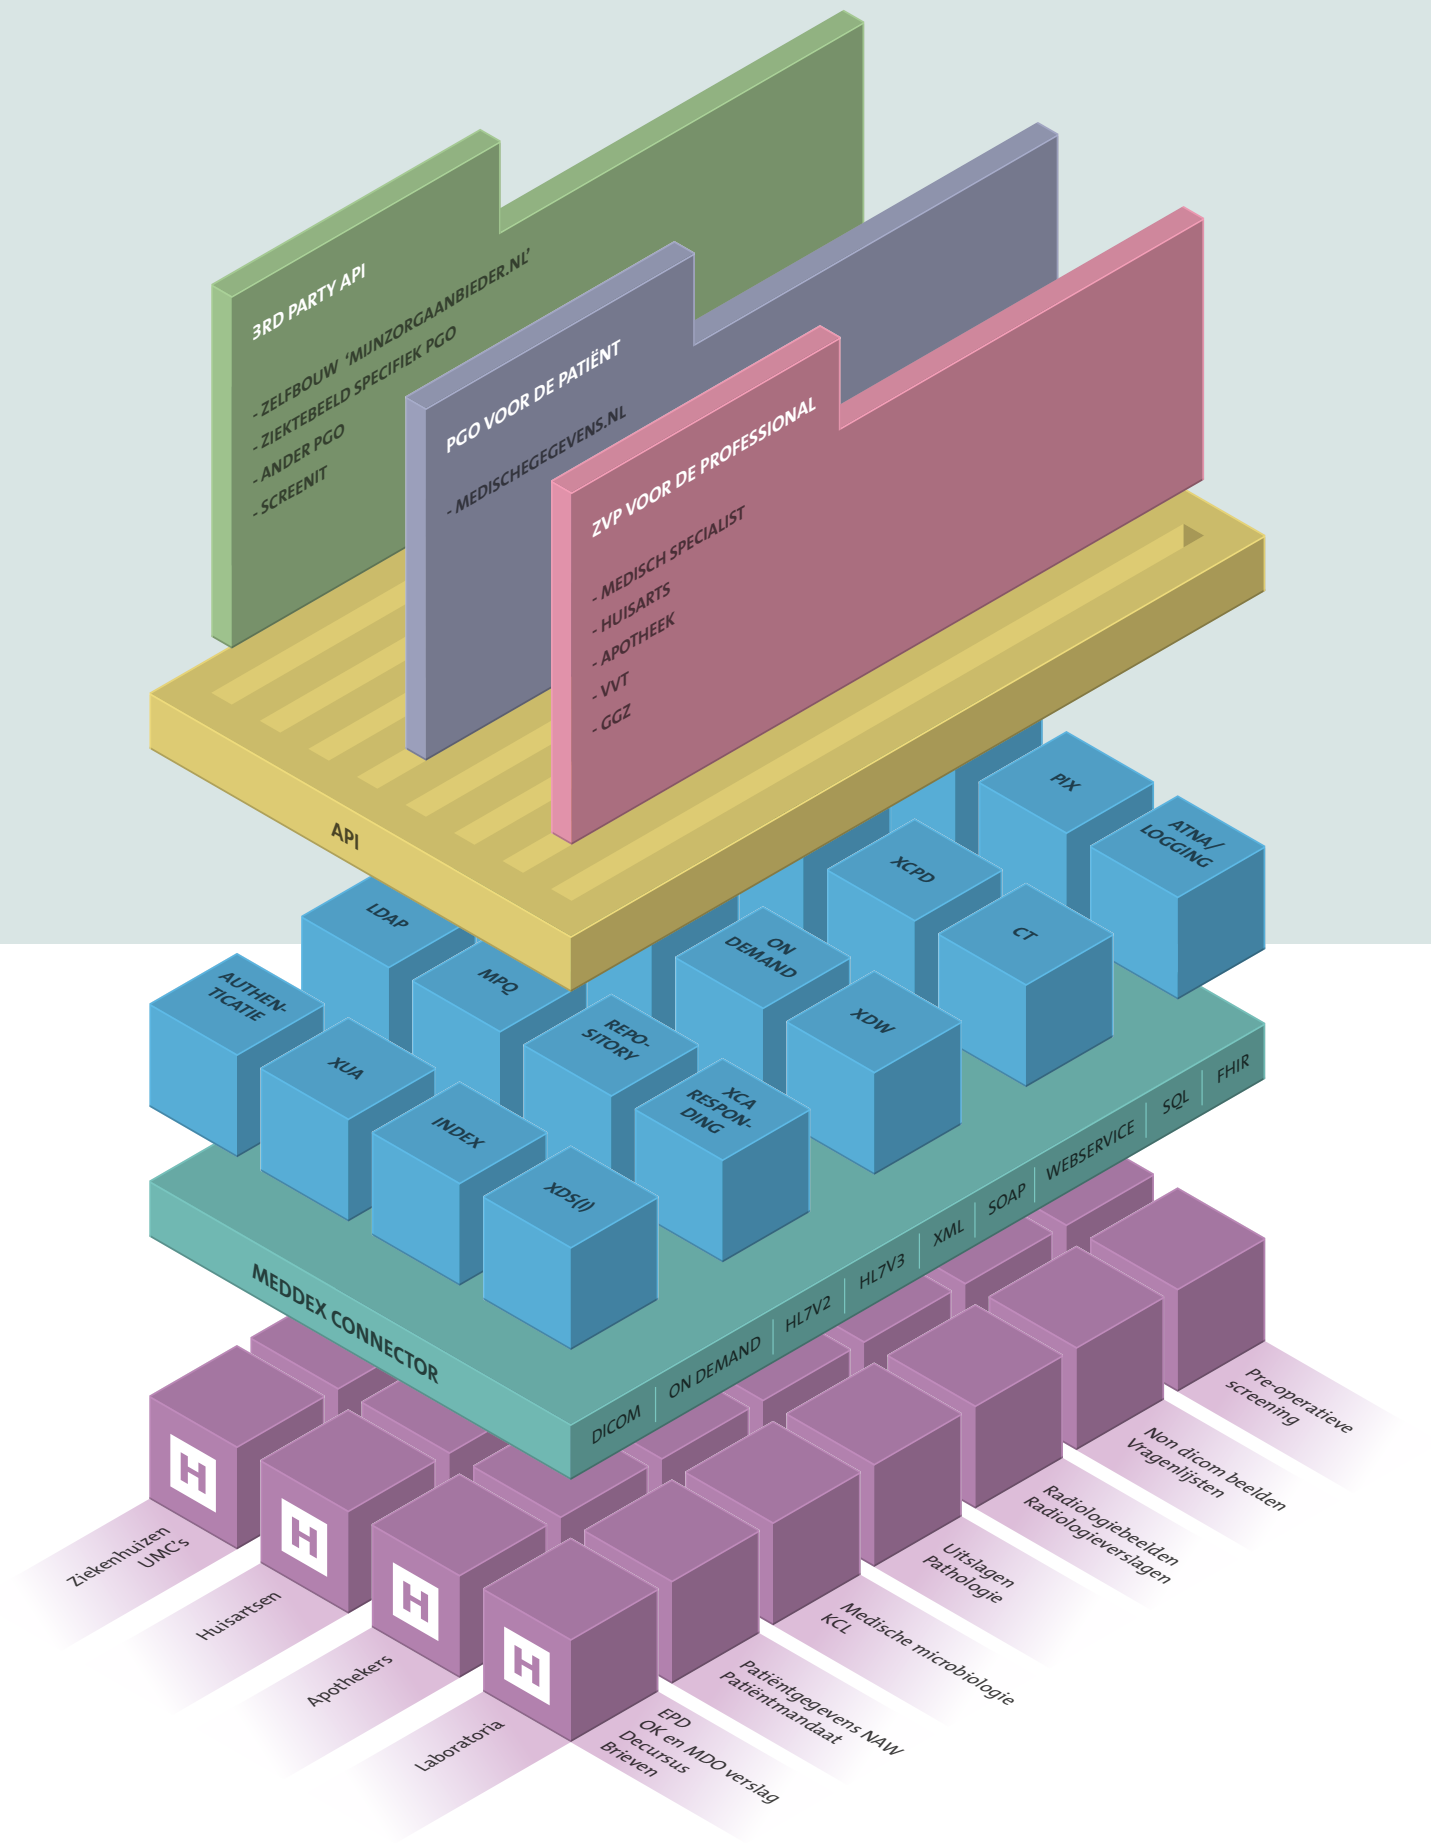 3RD PARTY API
- ZELFBOUW ‘MIJNZORGAANBIEDER.NL’
- ZIEKTEBEELD SPECIFIEK PGO
- ANDER PGO
- SCREENIT
PGO VOOR DE PATIËNT
- MEDISCHEGEGEVENS.NL
ZVP VOOR DE PROFESSIONAL
- MEDISCH SPECIALIST
- HUISARTS
- APOTHEEK
- VVT
- GGZ
API
PIX
ATNA/
LOGGING
XCPD
CT
LDAP
ON
DEMAND
MPQ
XDW
AUTHEN-
TICATIE
REPO-
SITORY
XUA
XCA
RESPON-
DING
INDEX
XDS(I)
MEDDEX CONNECTOR
DICOM
ON DEMAND
HL7V2
HL7V3
XML
SOAP
WEBSERVICE
SQL
FHIR
H
H
H
H
Ziekenhuizen
UMC's
Huisartsen
Apothekers
Laboratoria
EPD
OK en MDO verslag
Decursus
Brieven
Patiëntgegevens NAW
Patiëntmandaat
Medische microbiologie
KCL
Uitslagen
Pathologie
Radiologiebeelden
Radiologieverslagen
Non dicom beelden
Vragenlijsten
Pre-operatieve
screening